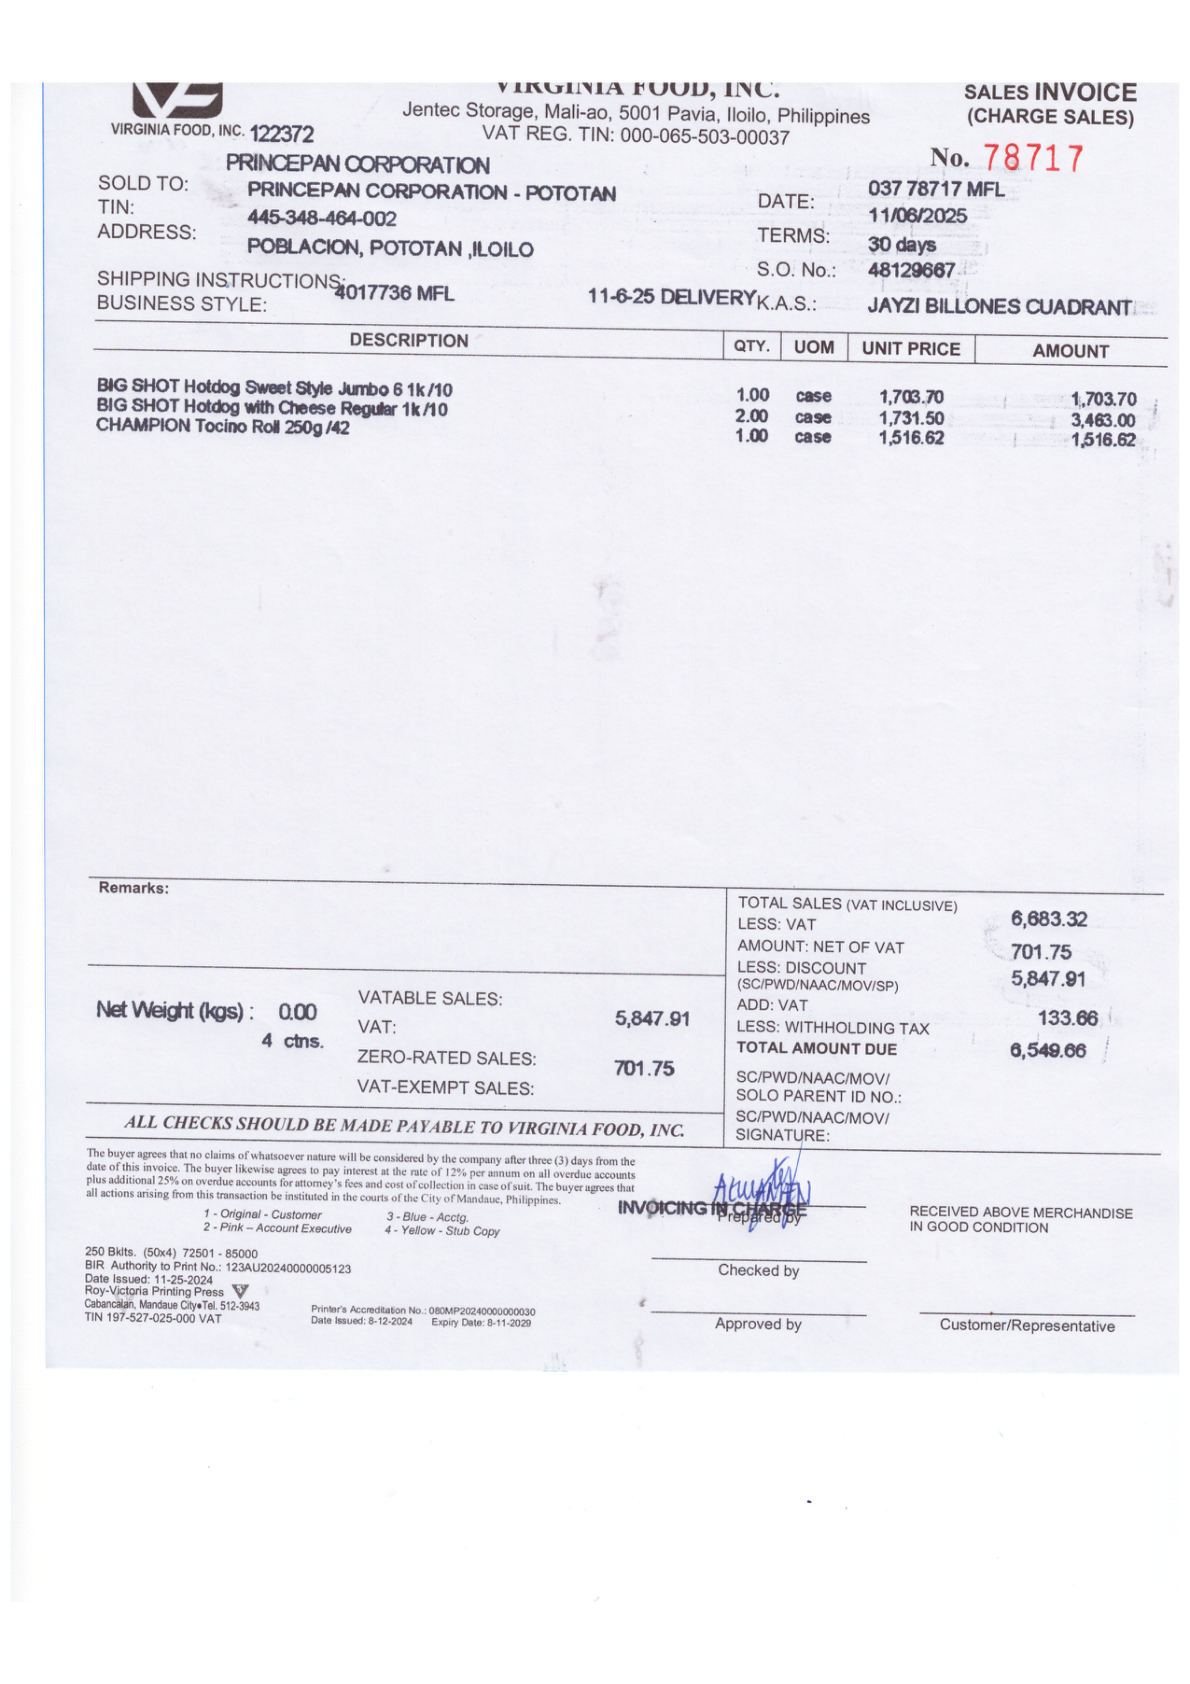 VIRGINIA FOOD, INC.
Jentec Storage, Mali-ao, 5001 Pavia, Iloilo, Philippines
VAT REG. TIN: 000-065-503-00037
VIRGINIA FOOD, INC. 122372
SALES INVOICE
(CHARGE SALES)
No. 78717
PRINCEPAN CORPORATION
SOLD TO: PRINCEPAN CORPORATION - POTOTAN
TIN: 445-348-464-002
ADDRESS: POBLACION, POTOTAN ,ILOILO
037 78717 MFL
DATE: 11/06/2025
TERMS: 30 days
S.O. No.: 48129667
SHIPPING INSTRUCTIONS: 4017736 MFL 11-6-25 DELIVERY
BUSINESS STYLE:
K.A.S.: JAYZI BILLONES CUADRANT
DESCRIPTION QTY. UOM UNIT PRICE AMOUNT
BIG SHOT Hotdog Sweet Style Jumbo 6 1k/10 1.00 case 1,703.70 1,703.70
BIG SHOT Hotdog with Cheese Regular 1k/10 2.00 case 1,731.50 3,463.00
CHAMPION Tocino Roll 250g/42 1.00 case 1,516.62 1,516.62
Remarks:
TOTAL SALES (VAT INCLUSIVE) 6,683.32
LESS: VAT
AMOUNT: NET OF VAT 701.75
LESS: DISCOUNT 5,847.91
(SC/PWD/NAAC/MOV/SP)
ADD: VAT
LESS: WITHHOLDING TAX 133.66
TOTAL AMOUNT DUE 6,549.66
SC/PWD/NAAC/MOV/
SOLO PARENT ID NO.:
SC/PWD/NAAC/MOV/
SIGNATURE:
Net Weight (kgs) : 0.00
4 ctns.
VATABLE SALES:
5,847.91
VAT:
ZERO-RATED SALES:
701.75
VAT-EXEMPT SALES:
ALL CHECKS SHOULD BE MADE PAYABLE TO VIRGINIA FOOD, INC.
The buyer agrees that no claims of whatsoever nature will be considered by the company after three (3) days from the
date of this invoice. The buyer likewise agrees to pay interest at the rate of 12% per annum on all overdue accounts
plus additional 25% on overdue accounts for attorney's fees and cost of collection in case of suit. The buyer agrees that
all actions arising from this transaction be instituted in the courts of the City of Mandaue, Philippines.
1 - Original - Customer 3 - Blue - Acctg.
2 - Pink – Account Executive 4 - Yellow - Stub Copy
INVOICING IN CHARGE
Prepared by
RECEIVED ABOVE MERCHANDISE
IN GOOD CONDITION
250 Bklts. (50x4) 72501 - 85000
BIR Authority to Print No.: 123AU20240000005123
Date Issued: 11-25-2024
Roy-Victoria Printing Press
Cabancalan, Mandaue City•Tel. 512-3943
TIN 197-527-025-000 VAT
Printer's Accreditation No.: 080MP20240000000030
Date Issued: 8-12-2024 Expiry Date: 8-11-2029
Checked by
Approved by
Customer/Representative